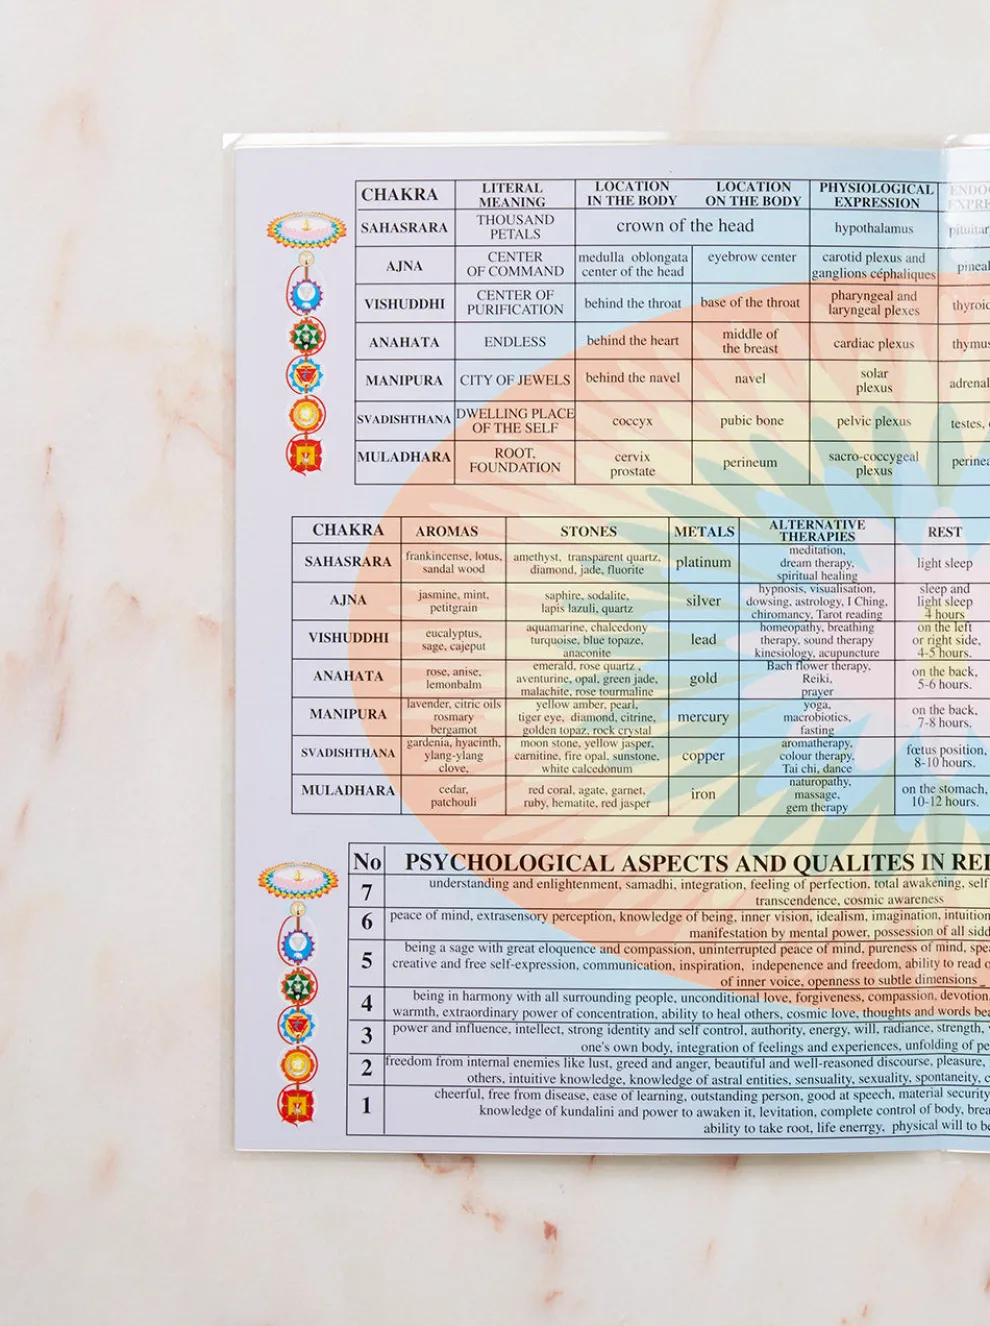 CHAKRA LITERAL MEANING LOCATION IN THE BODY LOCATION ON THE BODY PHYSIOLOGICAL EXPRESSION
SAHASRARA THOUSAND PETALS crown of the head hypothalamus
AJNA CENTER OF COMMAND medulla oblongata center of the head eyebrow center carotid plexus and ganglions céphaliques pineal
VISHUDDHI CENTER OF PURIFICATION behind the throat base of the throat pharyngeal and laryngeal plexes
ANAHATA ENDLESS behind the heart middle of the breast cardiac plexus thymus
MANIPURA CITY OF JEWELS behind the navel navel solar plexus adrenal
SVADISHTHANA DWELLING PLACE OF THE SELF coccyx pubic bone pelvic plexus testes,
MULADHARA ROOT, FOUNDATION cervix prostate perineum sacro-coccygeal plexus
CHAKRA AROMAS STONES METALS ALTERNATIVE THERAPIES REST
SAHASRARA frankincense, lotus, sandal wood amethyst, transparent quartz, diamond, jade, fluorite platinum meditation, dream therapy, spiritual healing light sleep
AJNA jasmine, mint, petitgrain saphire, sodalite, lapis lazuli, quartz silver hypnosis, visualisation, dowsing, astrology, I Ching, chiromancy, Tarot reading sleep and light sleep 4 hours
VISHUDDHI eucalyptus, sage, cajeput aquamarine, chalcedony turquoise, blue topaze, anaconite lead homeopathy, breathing therapy, sound therapy kinesiology, acupuncture on the left or right side, 4-5 hours.
ANAHATA rose, anise, lemonbalm emerald, rose quartz , aventurine, opal, green jade, malachite, rose tourmaline gold Bach flower therapy, Reiki, prayer on the back, 5-6 hours.
MANIPURA lavender, citric oils rosmary bergamot yellow amber, pearl, tiger eye, diamond, citrine, golden topaz, rock crystal mercury yoga, macrobiotics, fasting on the back, 7-8 hours.
SVADISHTHANA gardenia, hyacinth, ylang-ylang clove, moon stone, yellow jasper, carnitine, fire opal, sunstone, white calcedonum copper aromatherapy, colour therapy, Tai chi, dance fœtus position, 8-10 hours.
MULADHARA cedar, patchouli red coral, agate, garnet, ruby, hematite, red jasper iron naturopathy, massage, gem therapy on the stomach, 10-12 hours.
No PSYCHOLOGICAL ASPECTS AND QUALITES IN
7 understanding and enlightenment, samadhi, integration, feeling of perfection, total awakening, self
transcendence, cosmic awareness
6 peace of mind, extrasensory perception, knowledge of being, inner vision, idealism, imagination, intuition
manifestation by mental power, possession of all
5 being a sage with great eloquence and compassion, uninterrupted peace of mind, pureness of mind,
creative and free self-expression, communication, inspiration, indepenence and freedom, ability to read
of inner voice, openness to subtle dimensions
4 being in harmony with all surrounding people, unconditional love, forgiveness, compassion, devotion,
warmth, extraordinary power of concentration, ability to heal others, cosmic love, thoughts and words
3 power and influence, intellect, strong identity and self control, authority, energy, will, radiance, strength,
one's own body, integration of feelings and experiences, unfolding of
2 freedom from internal enemies like lust, greed and anger, beautiful and well-reasoned discourse, pleasure,
others, intuitive knowledge, knowledge of astral entities, sensuality, sexuality, spontaneity,
1 cheerful, free from disease, ease of learning, outstanding person, good at speech, material security
knowledge of kundalini and power to awaken it, levitation, complete control of body,
ability to take root, life enerrgy, physical will to